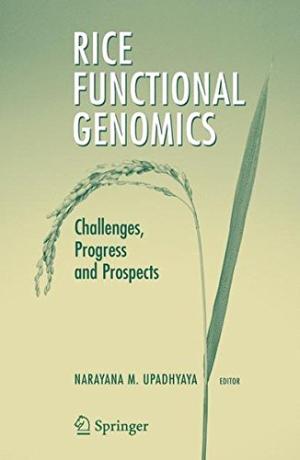 RICE
FUNCTIONAL
GENOMICS
Challenges,
Progress
and Prospects
NARAYANA M. UPADHYAYA EDITOR
Springer